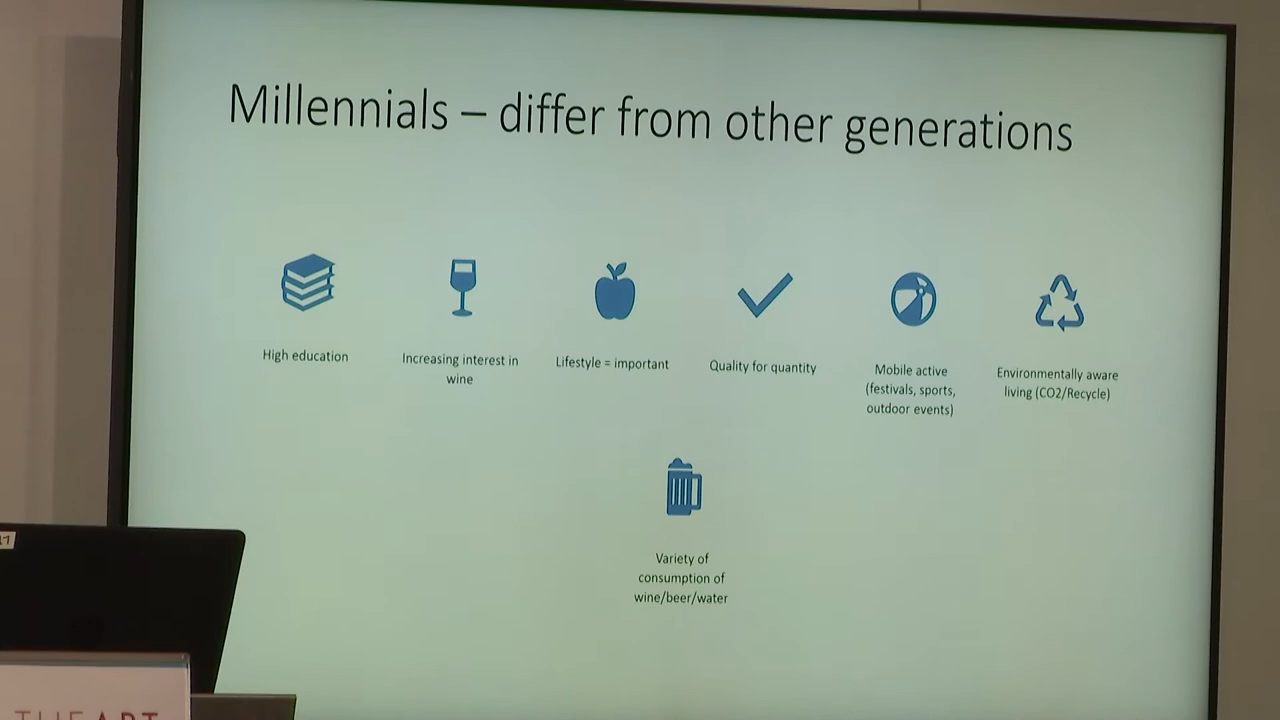 Millennials – differ from other generations
High education
Increasing interest in
wine
Lifestyle = important
Quality for quantity
Mobile active
(festivals, sports,
outdoor events)
Environmentally aware
living (CO2/Recycle)
Variety of
consumption of
wine/beer/water